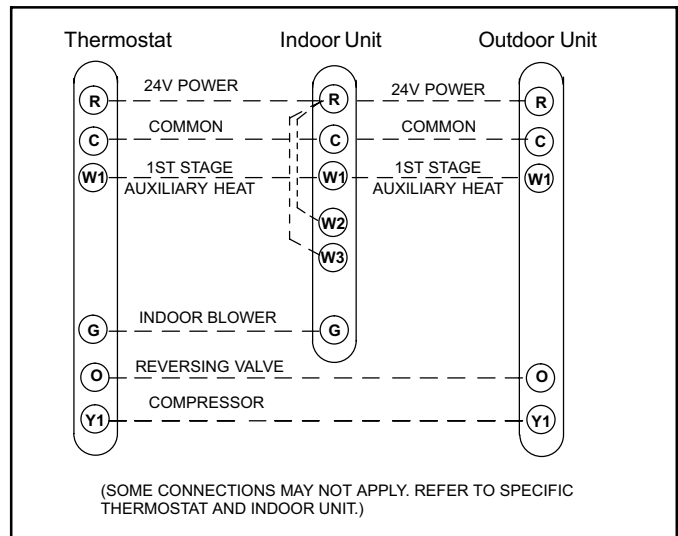 Thermostat Indoor Unit Outdoor Unit
R 24V POWER R 24V POWER R
C COMMON C COMMON C
1ST STAGE 1ST STAGE
W1 W1 W1
AUXILIARY HEAT AUXILIARY HEAT
W2
W3
G INDOOR BLOWER G
O REVERSING VALVE O
Y1 COMPRESSOR Y1
(SOME CONNECTIONS MAY NOT APPLY. REFER TO SPECIFIC
THERMOSTAT AND INDOOR UNIT.)